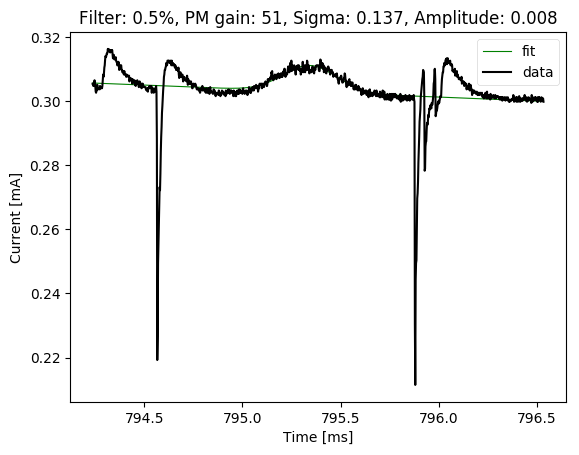 Filter: 0.5%, PM gain: 51, Sigma: 0.137, Amplitude: 0.008
fit
data
0.32
0.30
0.28
0.26
0.24
0.22
Current [mA]
794.5 795.0 795.5 796.0 796.5
Time [ms]